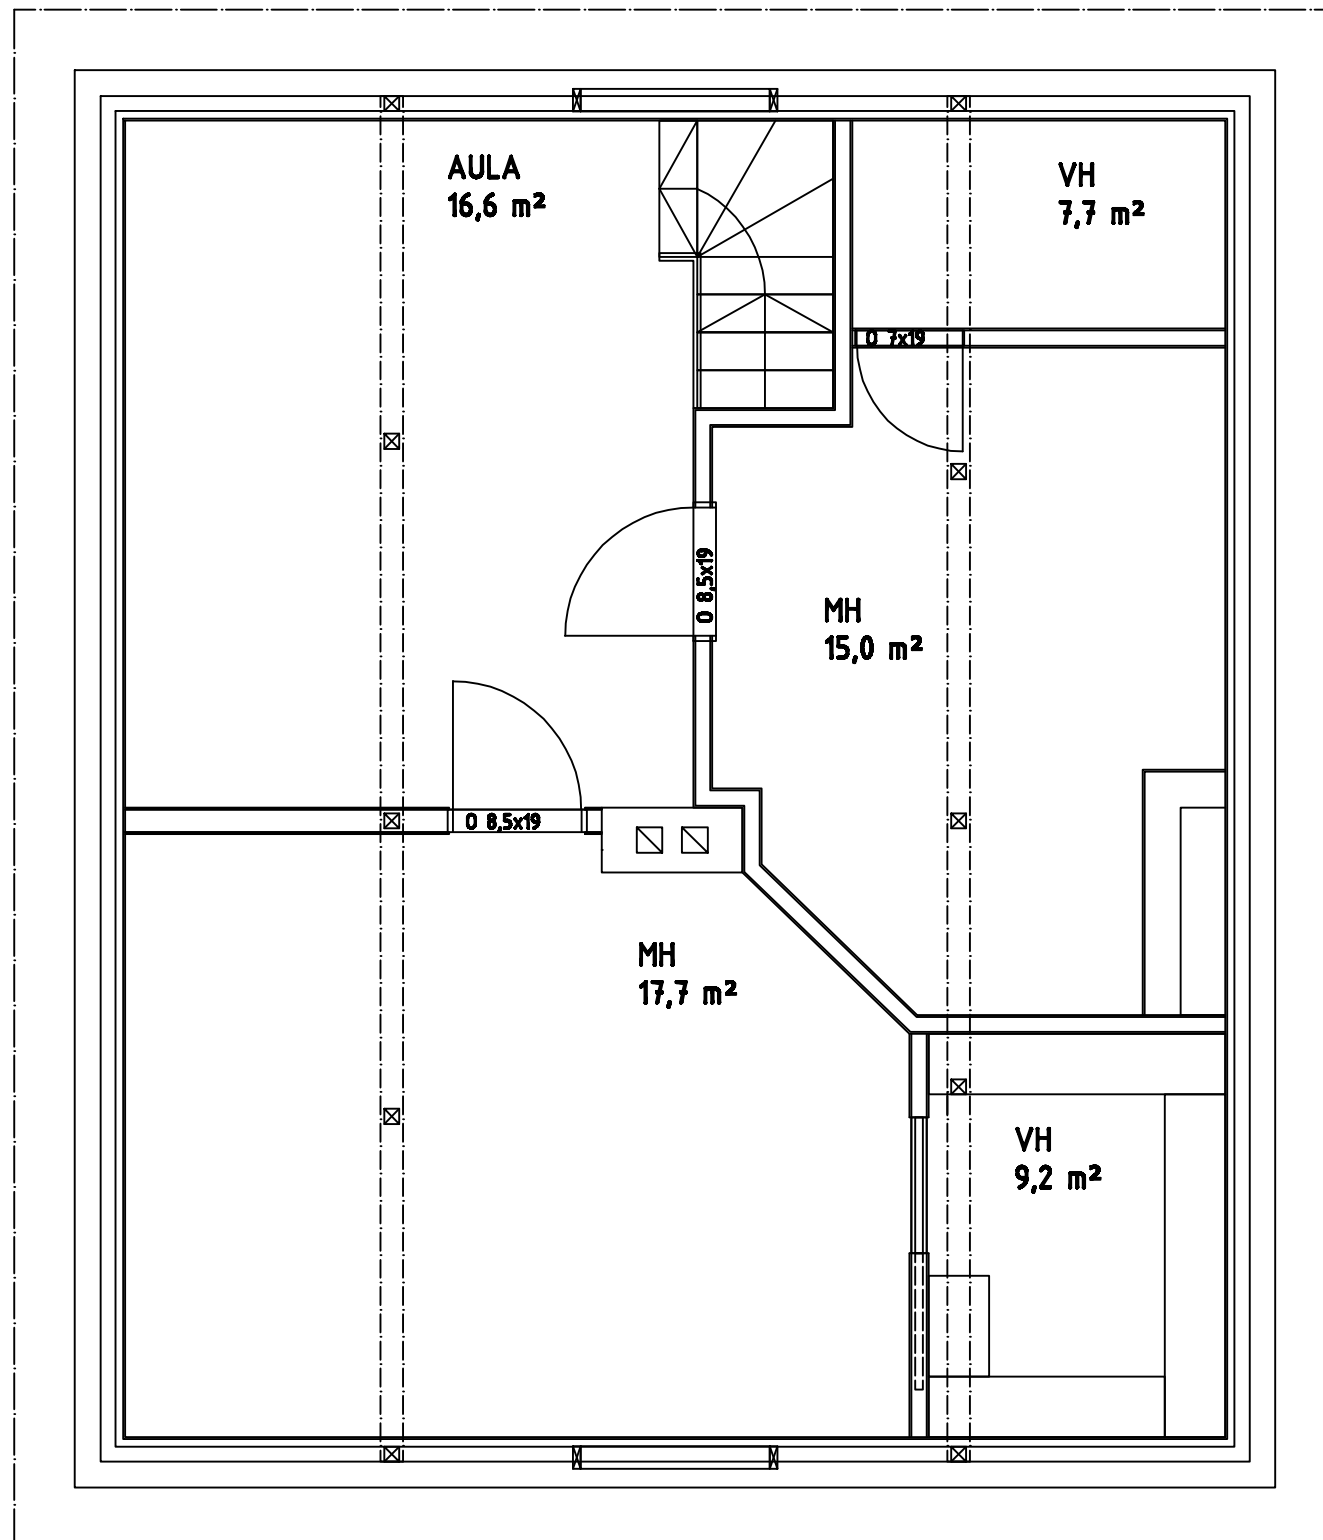 AULA
16,6 m²
VH
7,7 m²
O 7x19
O 8,5x19
MH
15,0 m²
O 8,5x19
MH
17,7 m²
VH
9,2 m²